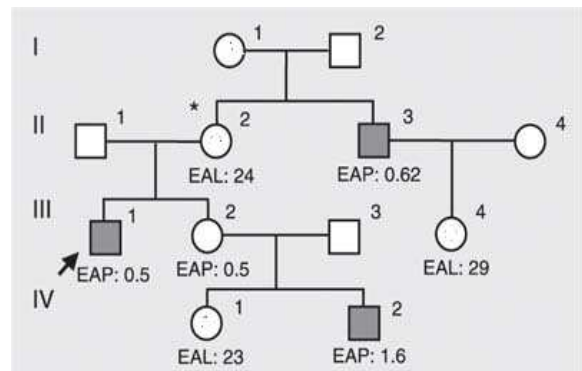 I 1 2
* II 1 2 3 4
EAL: 24 EAP: 0.62
III 1 2 3 4
EAP: 0.5 EAP: 0.5 EAL: 29
IV 1 2
EAL: 23 EAP: 1.6